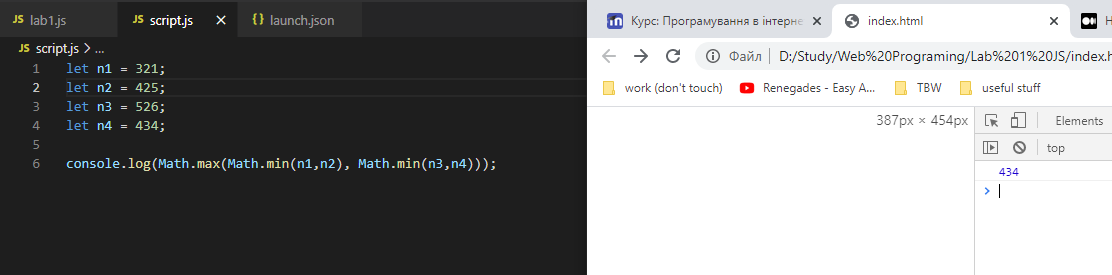 JS lab1.js JS script.js {} launch.json
JS script.js > ...
1 let n1 = 321;
2 let n2 = 425;
3 let n3 = 526;
4 let n4 = 434;
5
6 console.log(Math.max(Math.min(n1,n2), Math.min(n3,n4)));
Курс: Програмування в інтерне
index.html
Файл D:/Study/Web%20Programing/Lab%201%20JS/index.h
work (don't touch) Renegades - Easy A... TBW useful stuff
387px × 454px
Elements
top
434
>